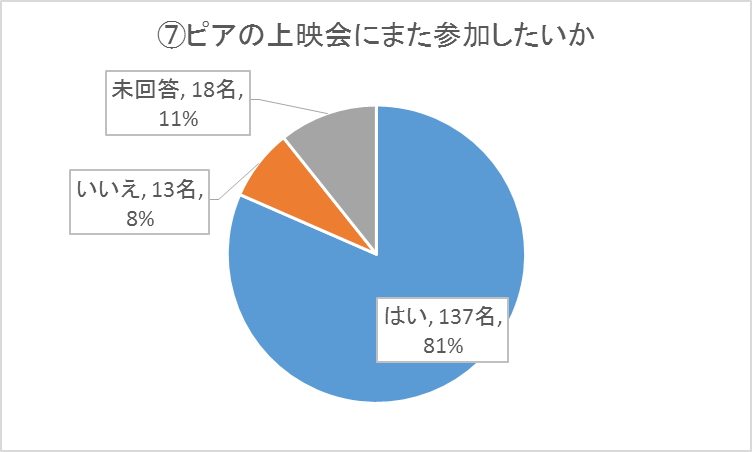 ⑦ピアの上映会にまた参加したいか
未回答, 18名,
11%
いいえ, 13名,
8%
はい, 137名,
81%